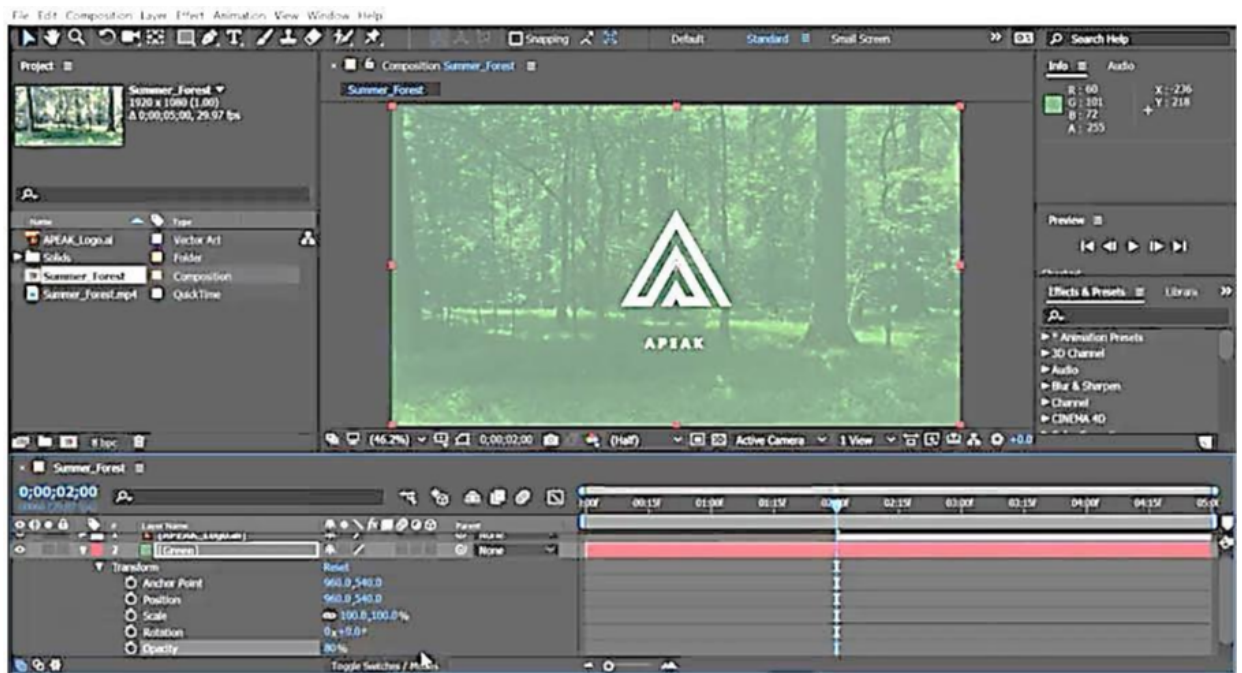 File Edit Composition Layer Effect Animation View Window Help
Snapping Default Standard Small Screen Search Help
Project
Composition Summer_Forest
Info Audio
Summer_Forest
1920 x 1080 (1.00)
Δ 0;00;05;00, 29.97 fps
Summer_Forest
R : 60
G : 101
B : 72
A : 255
X : -236
Y : 218
Name Type
APEAK_Logo.ai Vector Art
Solids Folder
Summer_Forest Composition
Summer_Forest.mp4 QuickTime
APEAK
Preview
Effects & Presets
* Animation Presets
3D Channel
Audio
Blur & Sharpen
Channel
CINEMA 4D
8 bpc
(46.2%) 0;00;02;00 (Half) Active Camera 1 View +0.0
Summer_Forest
0;00;02;00
00:15f 01:00f 01:15f 02:15f 03:00f 03:15f 04:00f 04:15f
# Layer Name Parent
[APEAK_Logo.ai] None
[Green] None
Transform Reset
Anchor Point 960.0,540.0
Position 960.0,540.0
Scale 100.0,100.0%
Rotation 0x+0.0°
Opacity 80%
Toggle Switches / Modes